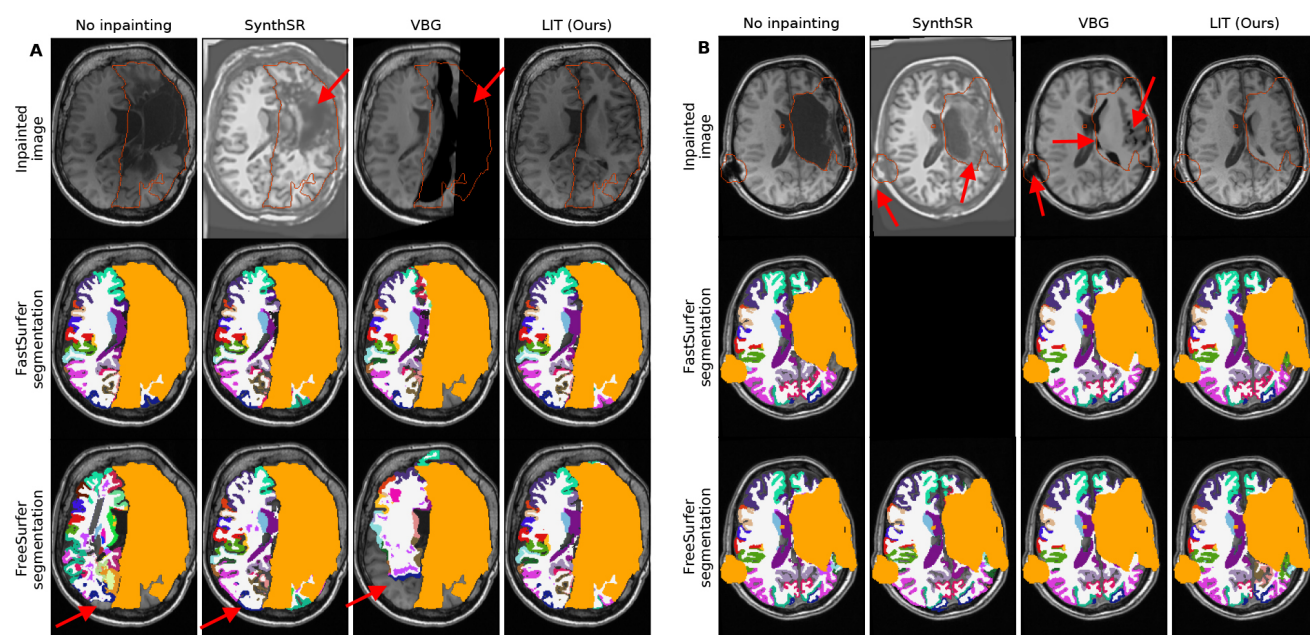 No inpainting SynthSR VBG LIT (Ours)
A
Inpainted
image
FastSurfer
segmentation
FreeSurfer
segmentation
No inpainting SynthSR VBG LIT (Ours)
B
Inpainted
image
FastSurfer
segmentation
FreeSurfer
segmentation